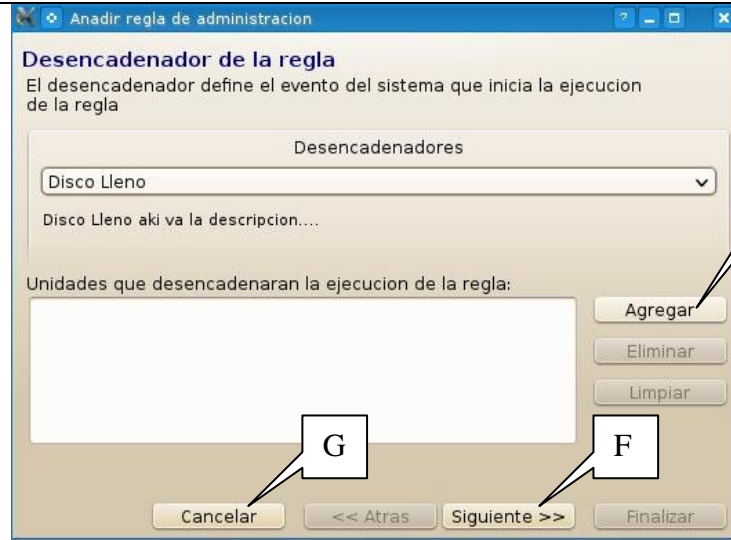 Anadir regla de administracion
Desencadenador de la regla
El desencadenador define el evento del sistema que inicia la ejecucion
de la regla
Desencadenadores
Disco Lleno
Disco Lleno aki va la descripcion....
Unidades que desencadenaran la ejecucion de la regla:
Agregar
Eliminar
Limpiar
G
F
Cancelar
<< Atras
Siguiente >>
Finalizar